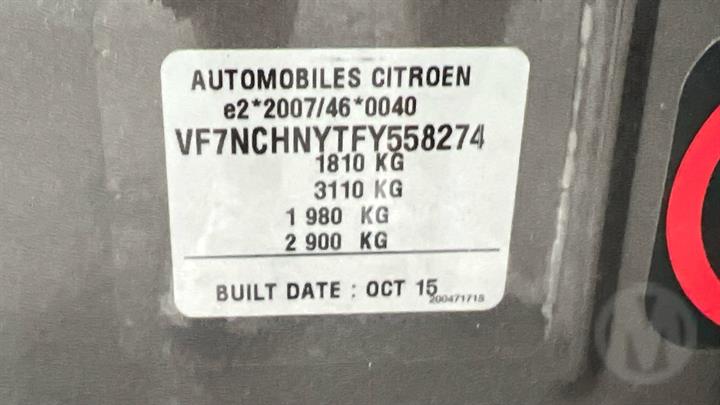 AUTOMOBILES CITROEN
e2*2007/46*0040
VF7NCHNYTFY558274
1810 KG
3110 KG
1 980 KG
2 900 KG
BUILT DATE : OCT 15
200471715
M